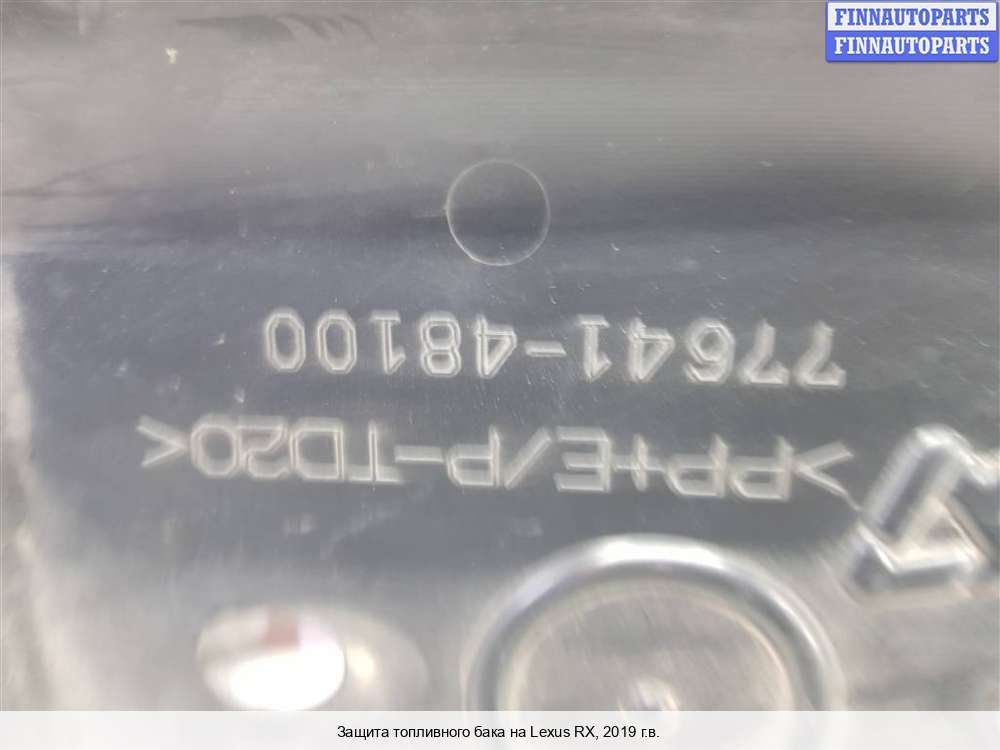 FINNAUTOPARTS
FINNAUTOPARTS
77641-48100
>PP+E/P-TD20<
Защита топливного бака на Lexus RX, 2019 г.в.